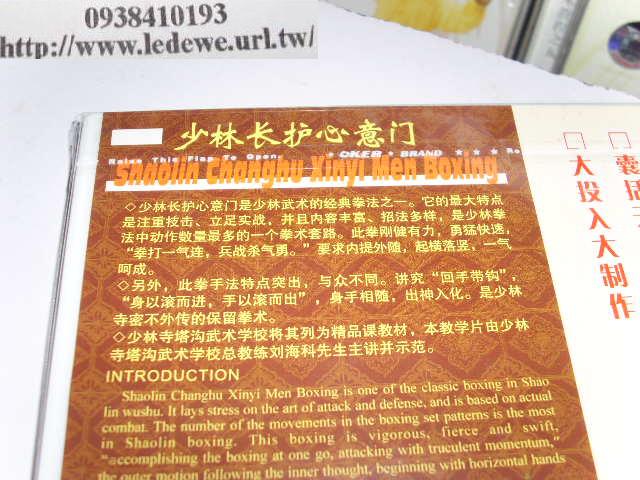 0938410193
http://www.ledewe.url.tw/
少林长护心意门
Raise This Flap To Open
★ OKER ★ BRAND ★ ★ ★ Ro
Shaolin Changhu Xinyi Men Boxing
◇少林长护心意门是少林武术的经典拳法之一。它的最大特点
是注重技击、立足实战，并且内容丰富、招法多样，是少林拳
法中动作数量最多的一个拳术套路。此拳刚健有力，勇猛快速，
“拳打一气连，兵战杀气勇。”要求内提外随，起横落竖，一气
呵成。
◇另外，此拳手法特点突出，与众不同。讲究“回手带钩”，
“身以滚而进，手以滚而出”，身手相随，出神入化。是少林
寺密不外传的保留拳术。
◇少林寺塔沟武术学校将其列为精品课教材，本教学片由少林
寺塔沟武术学校总教练刘海科先生主讲并示范。
INTRODUCTION
Shaolin Changhu Xinyi Men Boxing is one of the classic boxing in Shao
lin wushu. It lays stress on the art of attack and defense, and is based on actual
combat. The number of the movements in the boxing set patterns is the most
in Shaolin boxing. This boxing is vigorous, fierce and swift,
“accomplishing the boxing at one go, attacking with truculent momentum,”
the outer motion following the inner thought, beginning with horizontal hands
□大投入大制作